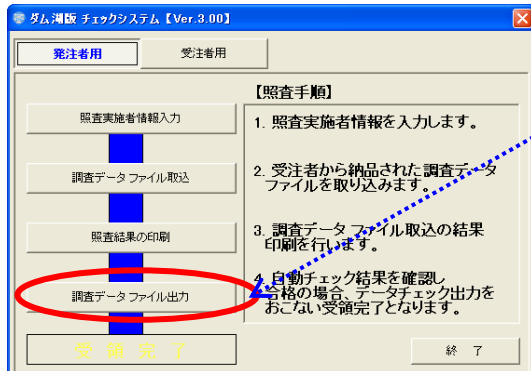 ダム湖版 チェックシステム【Ver.3.00】
発注者用
受注者用
【照査手順】
照査実施者情報入力
1. 照査実施者情報を入力します。
調査データファイル取込
2. 受注者から納品された調査データ
ファイルを取り込みます。
照査結果の印刷
3. 調査データファイル取込の結果
印刷を行います。
調査データファイル出力
4. 自動チェック結果を確認し
合格の場合、データチェック出力を
おこない受領完了となります。
受領完了
終 了